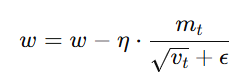 w = w − η · m_t / (√v_t + ϵ)